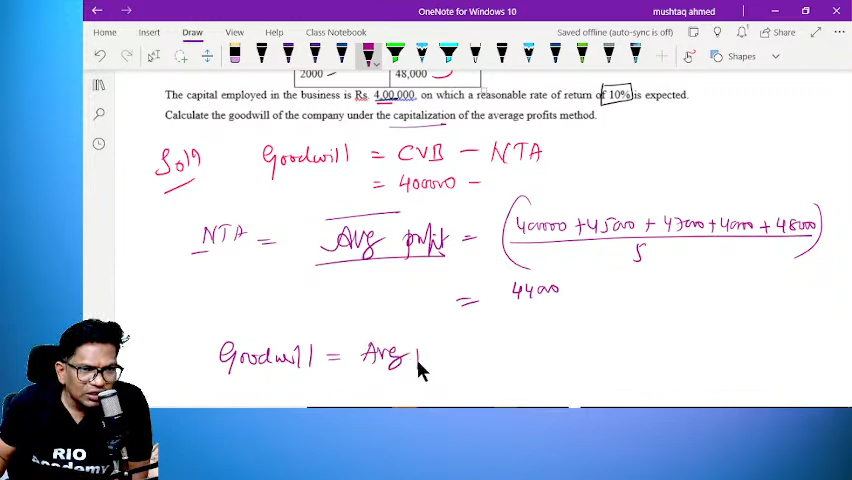 OneNote for Windows 10
mushtaq ahmed
Home Insert Draw View Help Class Notebook
Saved offline (auto-sync is off)
Share
Shapes
2000 48,000
The capital employed in the business is Rs. 4,00,000, on which a reasonable rate of return of 10% is expected.
Calculate the goodwill of the company under the capitalization of the average profits method.
Soln Goodwill = CVB - NTA
= 400000 -
NTA = Avg profit = (40000 + 45000 + 47000 + 4000 + 48000)
5
= 44000
Goodwill = Avg
RIO
Academy